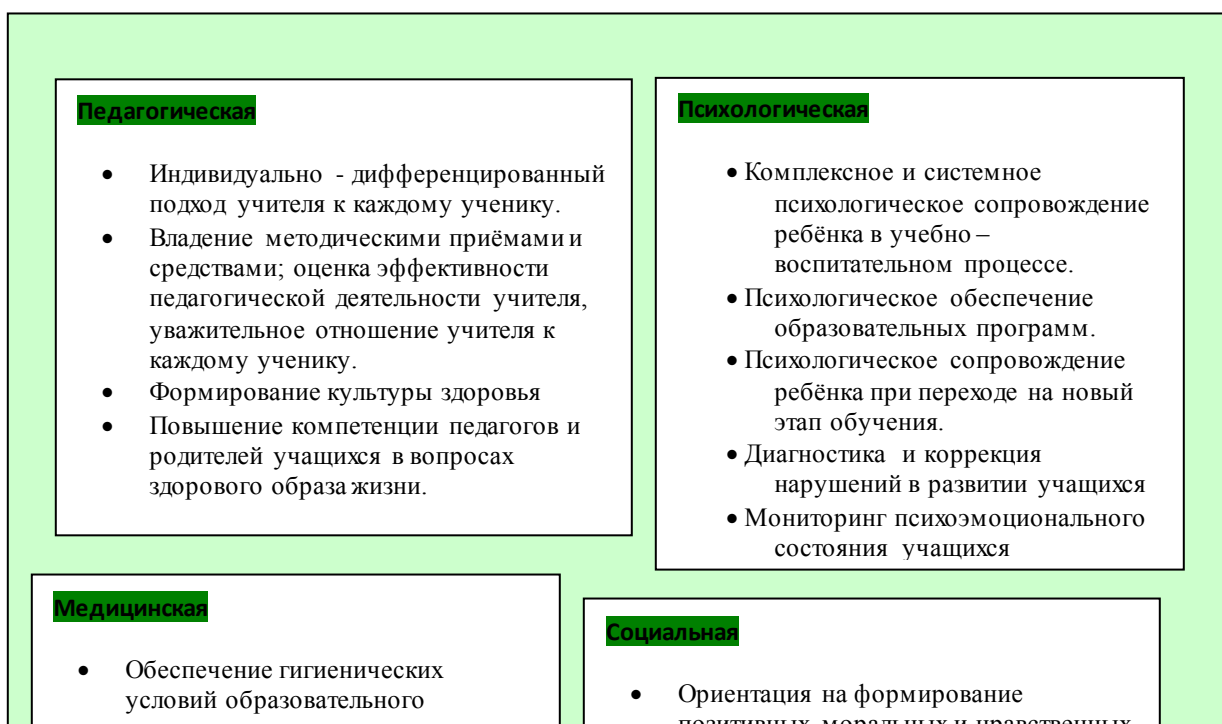 Педагогическая
Индивидуально - дифференцированный
подход учителя к каждому ученику.
Владение методическими приёмами и
средствами; оценка эффективности
педагогической деятельности учителя,
уважительное отношение учителя к
каждому ученику.
Формирование культуры здоровья
Повышение компетенции педагогов и
родителей учащихся в вопросах
здорового образа жизни.
Психологическая
Комплексное и системное
психологическое сопровождение
ребёнка в учебно –
воспитательном процессе.
Психологическое обеспечение
образовательных программ.
Психологическое сопровождение
ребёнка при переходе на новый
этап обучения.
Диагностика и коррекция
нарушений в развитии учащихся
Мониторинг психоэмоционального
состояния учащихся
Медицинская
Обеспечение гигиенических
условий образовательного
Социальная
Ориентация на формирование
позитивных моральных и нравственных